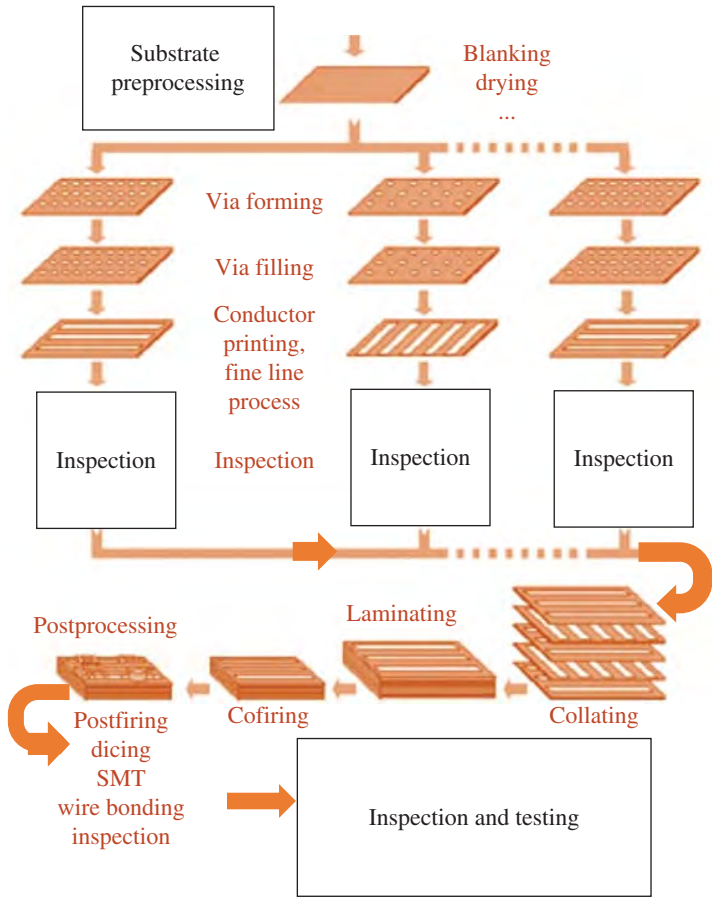 Substrate
preprocessing
Blanking
drying
...
Via forming
Via filling
Conductor
printing,
fine line
process
Inspection
Inspection
Inspection
Inspection
Laminating
Postprocessing
Cofiring
Collating
Postfiring
dicing
SMT
wire bonding
inspection
Inspection and testing